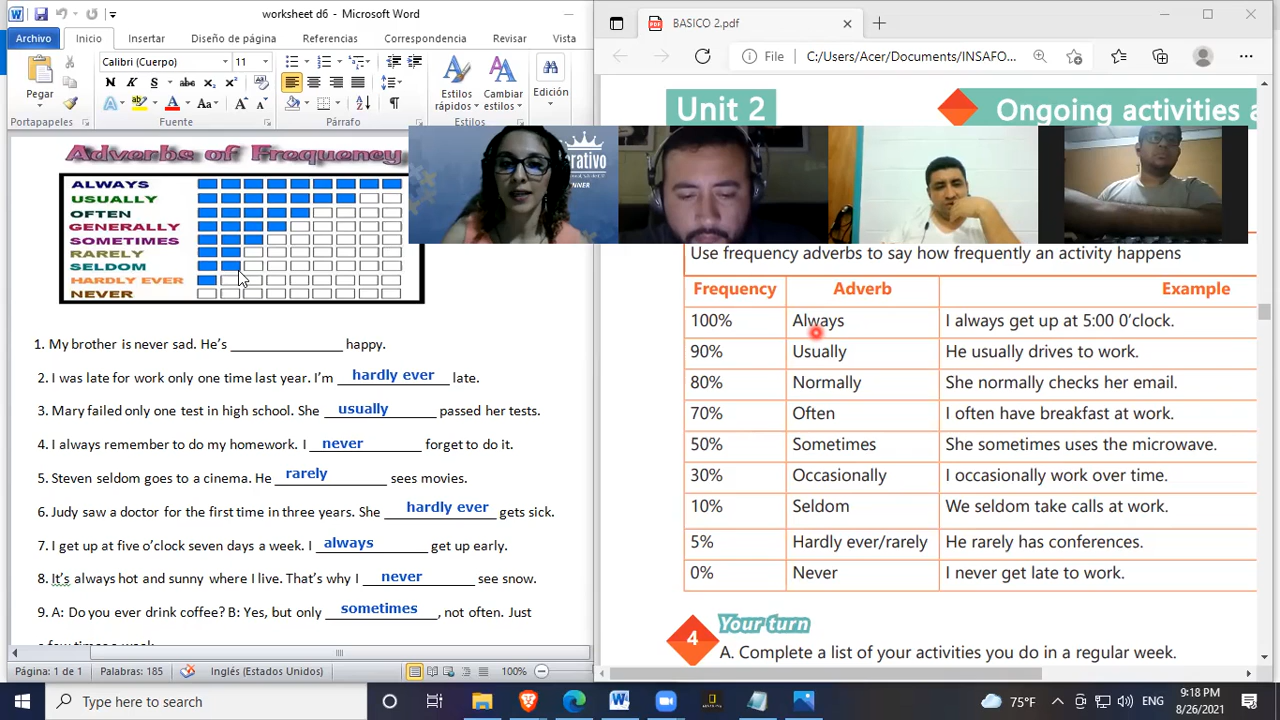 worksheet d6 - Microsoft Word
Archivo Inicio Insertar Diseño de página Referencias Correspondencia Revisar Vista
Calibri (Cuerpo) 11
Pegar
N K S abc x₂ x²
Aa A A
Estilos rápidos
Cambiar estilos
Edición
Portapapeles Fuente Párrafo Estilos
Adverbs of Frequency
ALWAYS
USUALLY
OFTEN
GENERALLY
SOMETIMES
RARELY
SELDOM
HARDLY EVER
NEVER
1. My brother is never sad. He's ________________ happy.
2. I was late for work only one time last year. I'm hardly ever late.
3. Mary failed only one test in high school. She usually passed her tests.
4. I always remember to do my homework. I never forget to do it.
5. Steven seldom goes to a cinema. He rarely sees movies.
6. Judy saw a doctor for the first time in three years. She hardly ever gets sick.
7. I get up at five o'clock seven days a week. I always get up early.
8. It's always hot and sunny where I live. That's why I never see snow.
9. A: Do you ever drink coffee? B: Yes, but only sometimes, not often. Just
a few times a week.
Página: 1 de 1 Palabras: 185 Inglés (Estados Unidos) 100%
BASICO 2.pdf
File C:/Users/Acer/Documents/INSAFO...
Unit 2 Ongoing activities a
erativo
NNER
Use frequency adverbs to say how frequently an activity happens
Frequency Adverb Example
100% Always I always get up at 5:00 0'clock.
90% Usually He usually drives to work.
80% Normally She normally checks her email.
70% Often I often have breakfast at work.
50% Sometimes She sometimes uses the microwave.
30% Occasionally I occasionally work over time.
10% Seldom We seldom take calls at work.
5% Hardly ever/rarely He rarely has conferences.
0% Never I never get late to work.
4 Your turn
A. Complete a list of your activities you do in a regular week.
Type here to search
75°F ENG 9:18 PM
8/26/2021